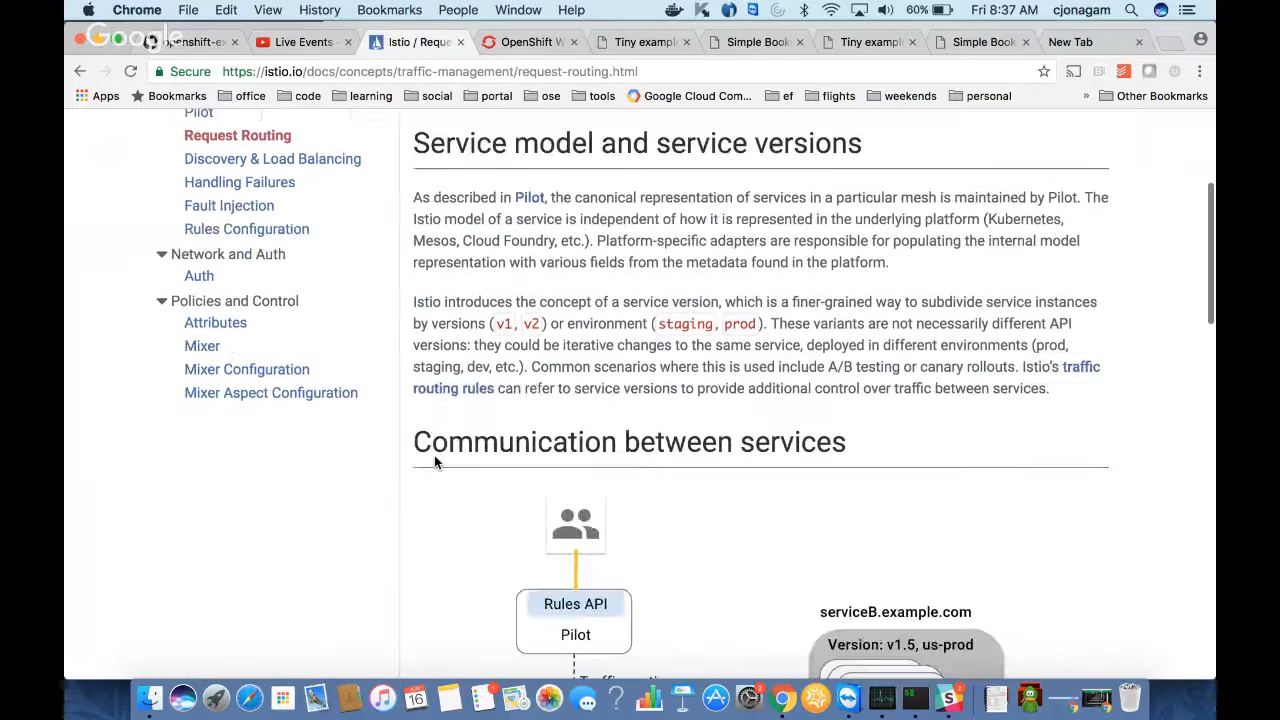 Chrome File Edit View History Bookmarks People Window Help 60% Fri 8:37 AM cjonagam
Google
openshift-ex Live Events - Istio / Reque OpenShift W Tiny exampl Simple Book Tiny exampl Simple Book New Tab
Secure https://istio.io/docs/concepts/traffic-management/request-routing.html
Apps Bookmarks office code learning social portal ose tools Google Cloud Com... ef flights weekends personal » Other Bookmarks
Pilot
Request Routing
Discovery & Load Balancing
Handling Failures
Fault Injection
Rules Configuration
Network and Auth
Auth
Policies and Control
Attributes
Mixer
Mixer Configuration
Mixer Aspect Configuration
Service model and service versions
As described in Pilot, the canonical representation of services in a particular mesh is maintained by Pilot. The
Istio model of a service is independent of how it is represented in the underlying platform (Kubernetes,
Mesos, Cloud Foundry, etc.). Platform-specific adapters are responsible for populating the internal model
representation with various fields from the metadata found in the platform.
Istio introduces the concept of a service version, which is a finer-grained way to subdivide service instances
by versions (v1, v2) or environment (staging, prod). These variants are not necessarily different API
versions: they could be iterative changes to the same service, deployed in different environments (prod,
staging, dev, etc.). Common scenarios where this is used include A/B testing or canary rollouts. Istio’s traffic
routing rules can refer to service versions to provide additional control over traffic between services.
Communication between services
Rules API
Pilot
serviceB.example.com
Version: v1.5, us-prod